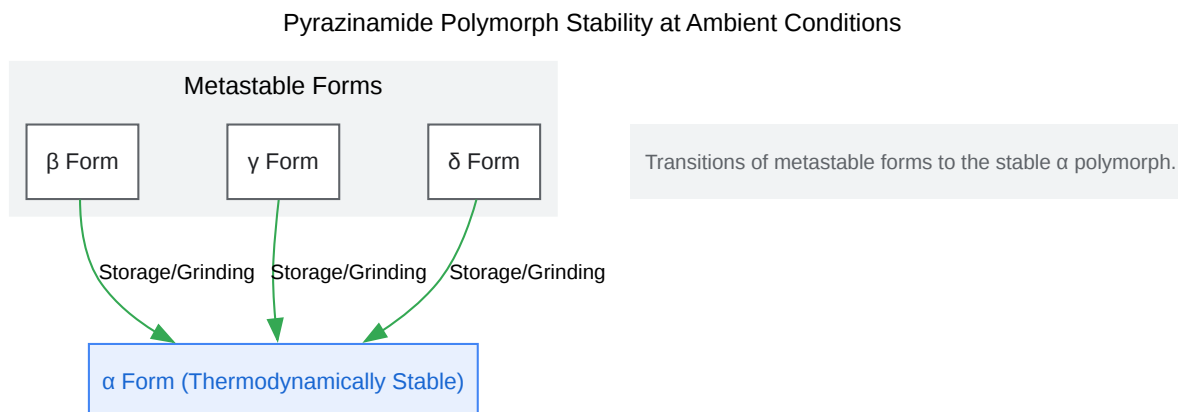 Pyrazinamide Polymorph Stability at Ambient Conditions
Metastable Forms
β Form
γ Form
δ Form
Transitions of metastable forms to the stable α polymorph.
Storage/Grinding
Storage/Grinding
Storage/Grinding
α Form (Thermodynamically Stable)